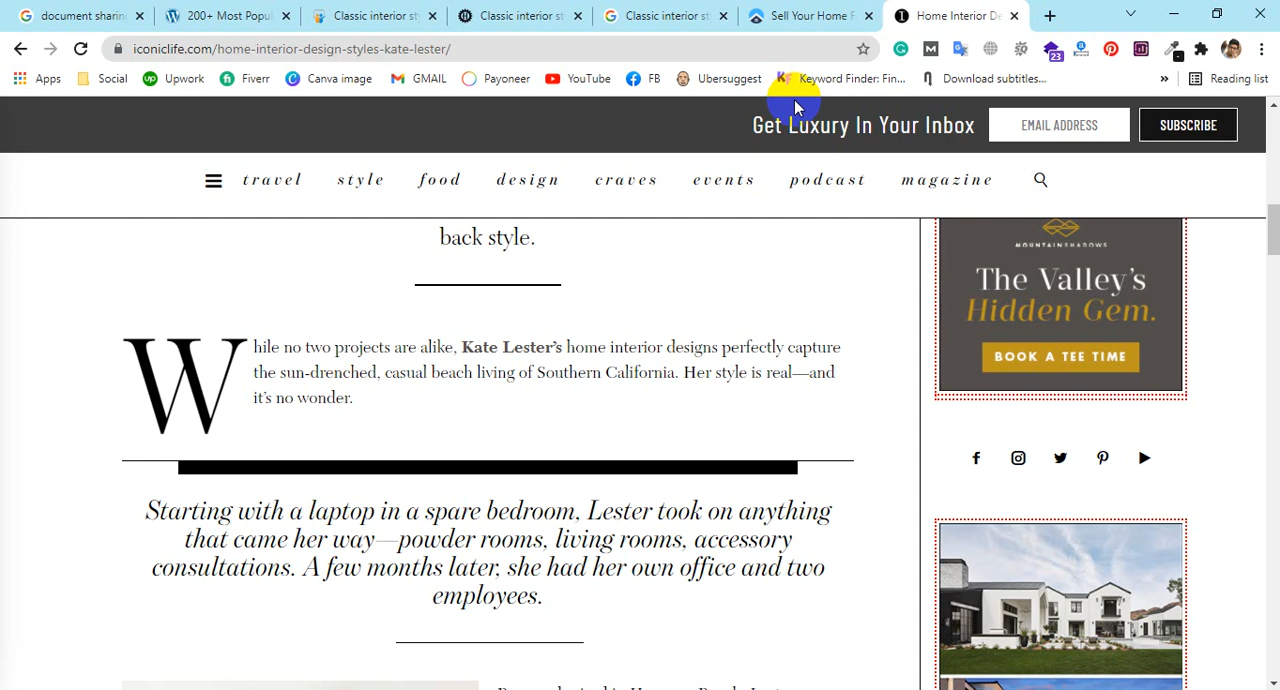 document sharin
200+ Most Popul
Classic interior st
Classic interior st
Classic interior st
Sell Your Home F
Home Interior De
iconiclife.com/home-interior-design-styles-kate-lester/
23
Apps
Social
Upwork
Fiverr
Canva image
GMAIL
Payoneer
YouTube
FB
Ubersuggest
Keyword Finder: Fin...
Download subtitles...
Reading list
Get Luxury In Your Inbox
EMAIL ADDRESS
SUBSCRIBE
travel
style
food
design
craves
events
podcast
magazine
back style.
MOUNTAINSHADOWS
The Valley's
Hidden Gem.
BOOK A TEE TIME
While no two projects are alike, Kate Lester's home interior designs perfectly capture
the sun-drenched, casual beach living of Southern California. Her style is real—and
it's no wonder.
Starting with a laptop in a spare bedroom, Lester took on anything
that came her way—powder rooms, living rooms, accessory
consultations. A few months later, she had her own office and two
employees.